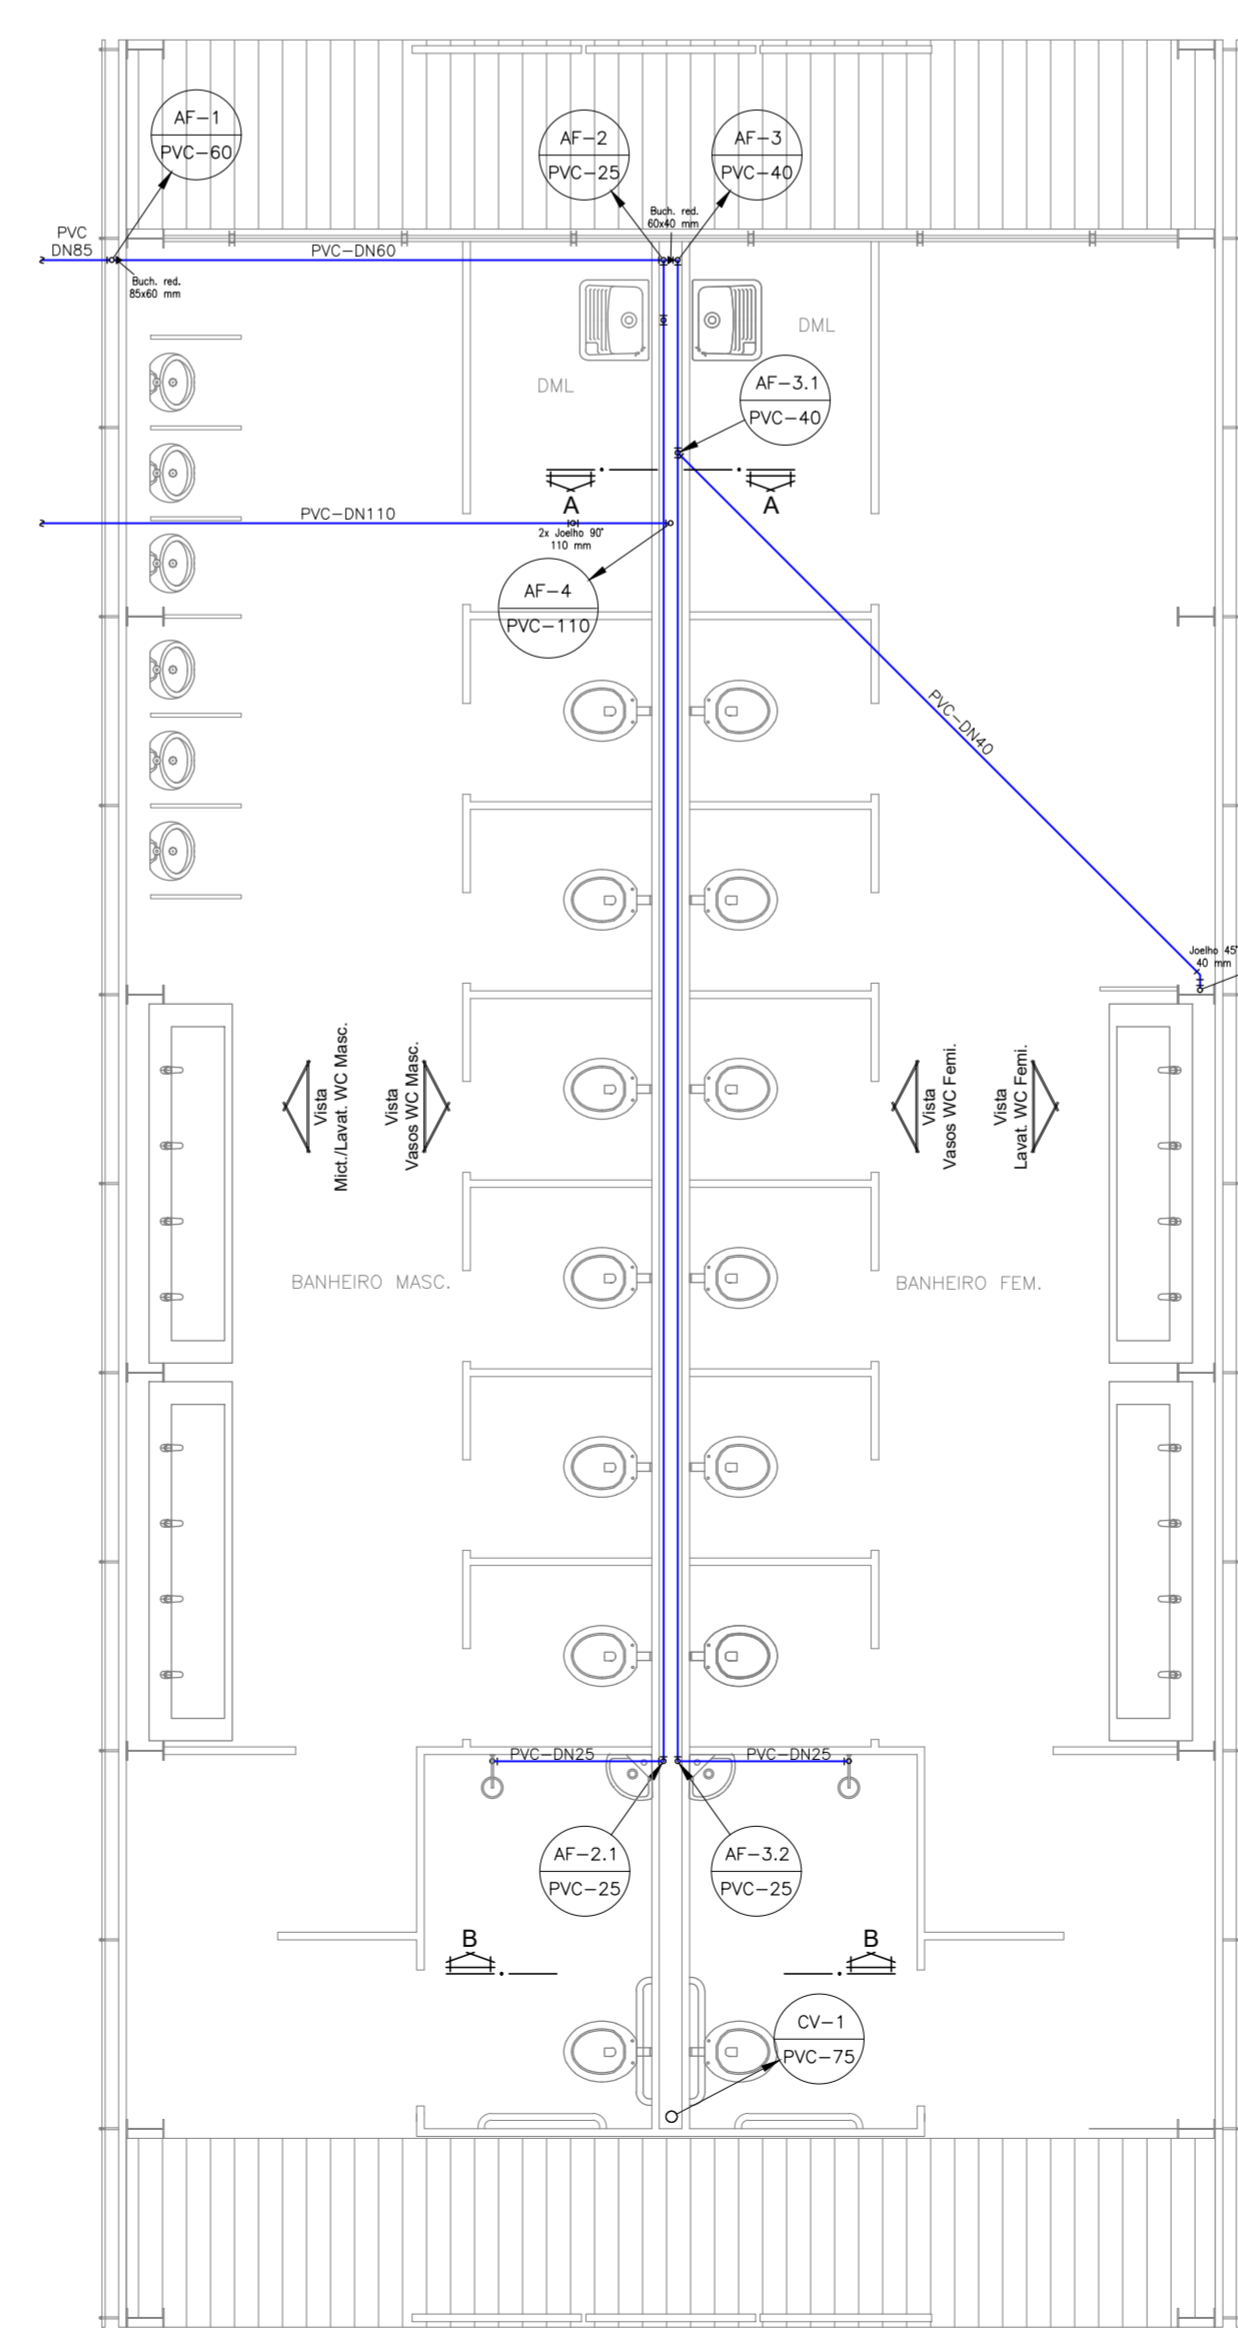 AF-1
PVC-60
AF-2
PVC-25
AF-3
PVC-40
Buch. red.
60x40 mm
PVC
DN85
PVC-DN60
Buch. red.
85x60 mm
DML
DML
AF-3.1
PVC-40
A
A
PVC-DN110
2x Joelho 90°
110 mm
AF-4
PVC-110
PVC-DN40
Joelho 45°
40 mm
Vista
Mict./Lavat. WC Masc.
Vista
Vasos WC Masc.
Vista
Vasos WC Femi.
Vista
Lavat. WC Femi.
BANHEIRO MASC.
BANHEIRO FEM.
PVC-DN25
PVC-DN25
AF-2.1
PVC-25
AF-3.2
PVC-25
B
B
CV-1
PVC-75